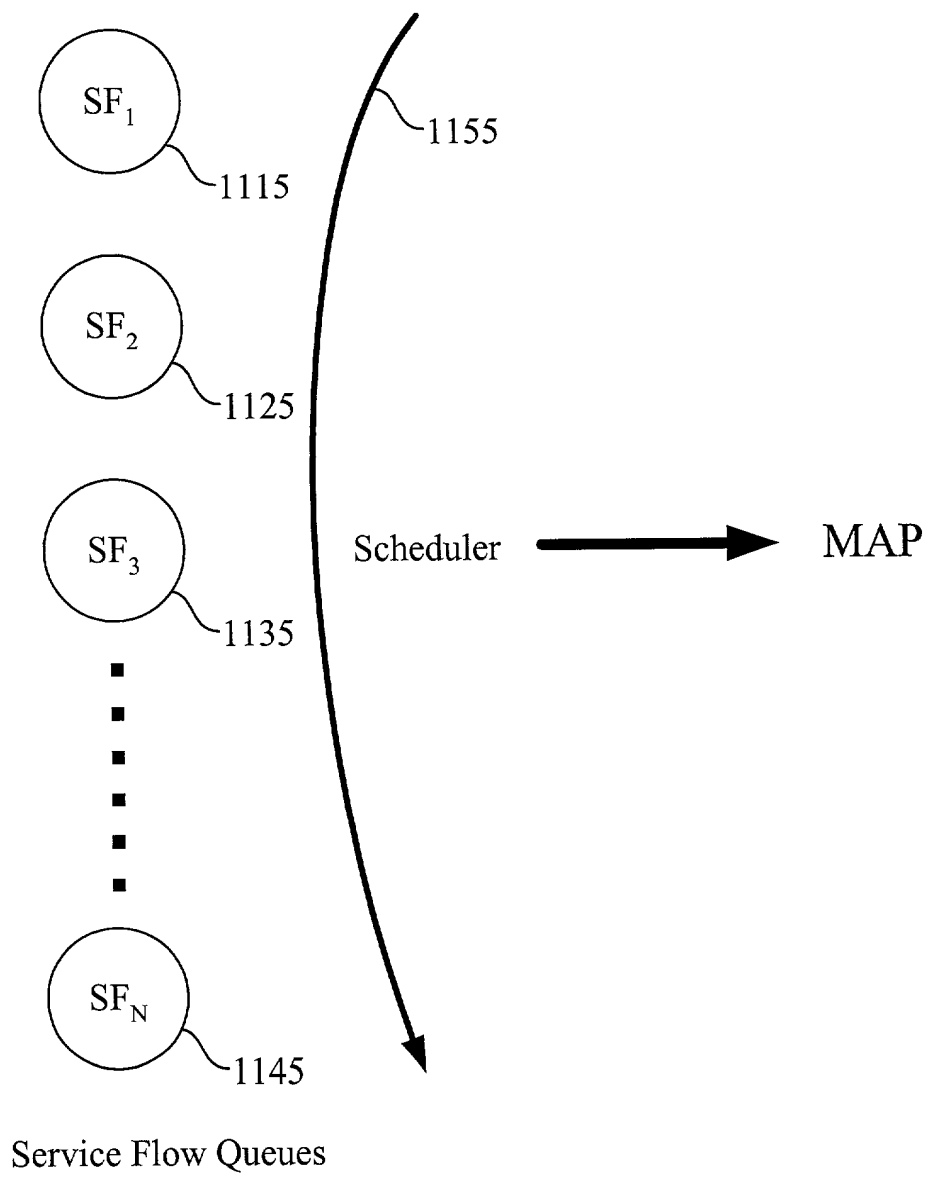 SF1
1155
1115
SF2
1125
SF3
Scheduler
MAP
1135
SFN
1145
Service Flow Queues